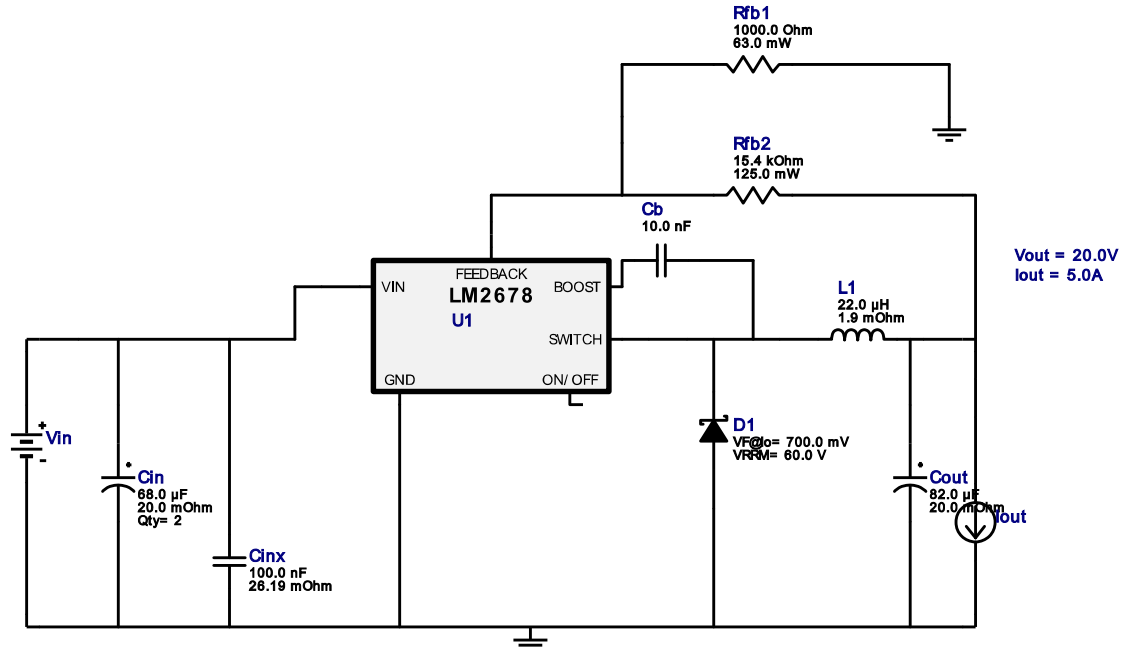 Rfb1
1000.0 Ohm
63.0 mW
Rfb2
15.4 kOhm
125.0 mW
Cb
10.0 nF
Vout = 20.0V
Iout = 5.0A
FEEDBACK
VIN
LM2678
BOOST
U1
L1
22.0 µH
1.9 mOhm
SWITCH
GND
ON/ OFF
+
Vin
-
D1
VF@Io= 700.0 mV
VRRM= 60.0 V
Cin
68.0 µF
20.0 mOhm
Qty= 2
Cout
82.0 µF
20.0 mOhm
Iout
Cinx
100.0 nF
26.19 mOhm